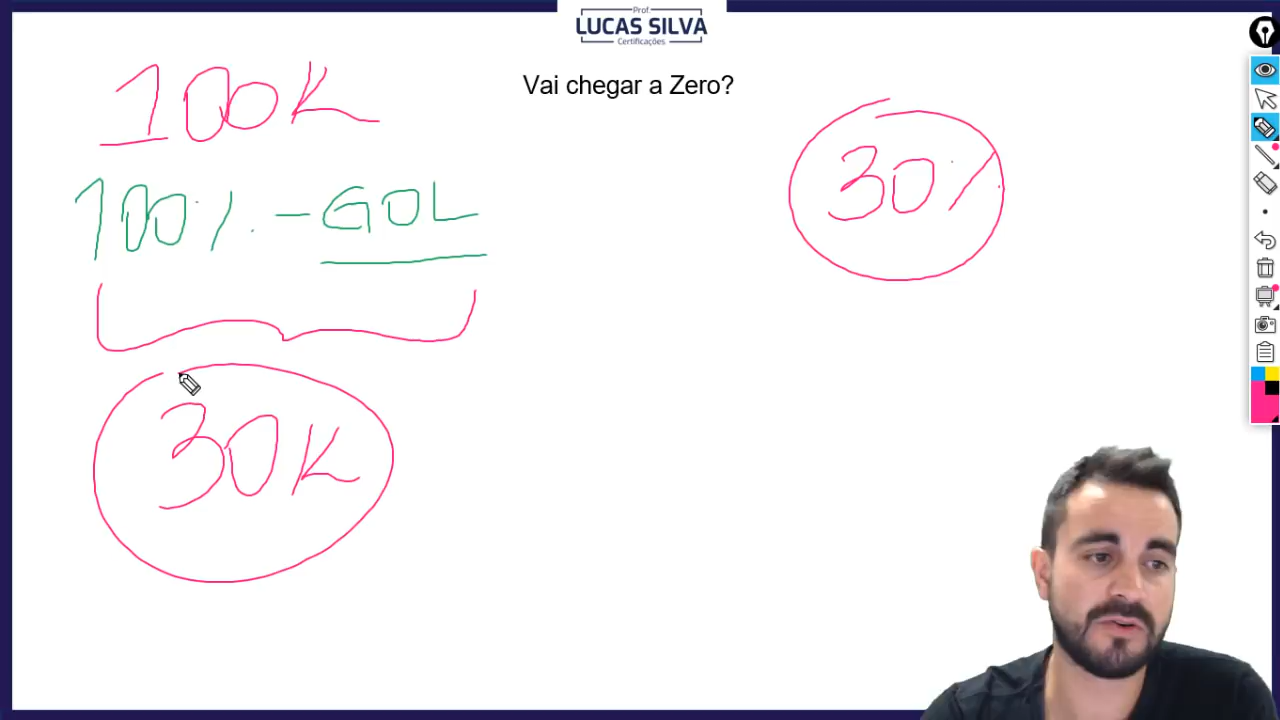 Prof.
LUCAS SILVA
Certificações
Vai chegar a Zero?
100K
30%
100% - GOL
30K